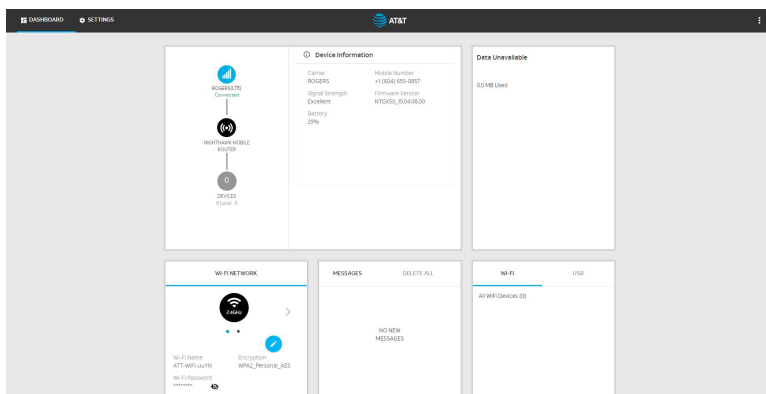 DASHBOARD
SETTINGS
AT&T
ROGERS(LTE)
Connected
NIGHTHAWK MOBILE
ROUTER
0
DEVICES
0 Local · 0
Device Information
Carrier
ROGERS
Mobile Number
+1 (604) 655-0857
Signal Strength
Excellent
Firmware Version
NTGX50_15.04.08.00
Battery
29%
Data Unavailable
0.0 MB Used
WI-FI NETWORK
2.4GHz
Wi-Fi Name
ATT-WIFI-uuYN
Encryption
WPA2_Personal_AES
Wi-Fi Password
********
MESSAGES
DELETE ALL
NO NEW
MESSAGES
WI-FI
USB
All WiFi Devices (0)